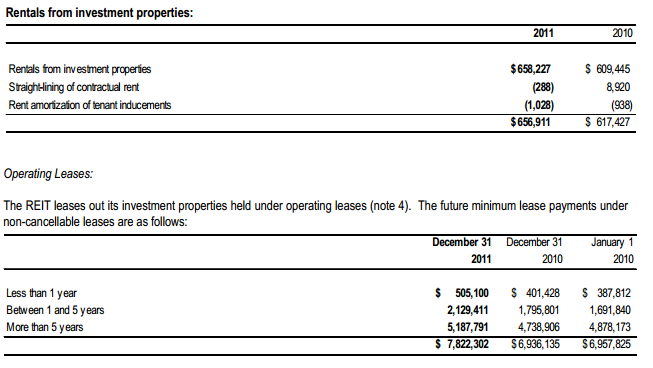 Rentals from investment properties:
2011 2010
Rentals from investment properties $658,227 $ 609,445
Straight-lining of contractual rent (288) 8,920
Rent amortization of tenant inducements (1,028) (938)
$656,911 $ 617,427
Operating Leases:
The REIT leases out its investment properties held under operating leases (note 4). The future minimum lease payments under
non-cancellable leases are as follows:
December 31 December 31 January 1
2011 2010 2010
Less than 1 year $ 505,100 $ 401,428 $ 387,812
Between 1 and 5 years 2,129,411 1,795,801 1,691,840
More than 5 years 5,187,791 4,738,906 4,878,173
$ 7,822,302 $6,936,135 $6,957,825